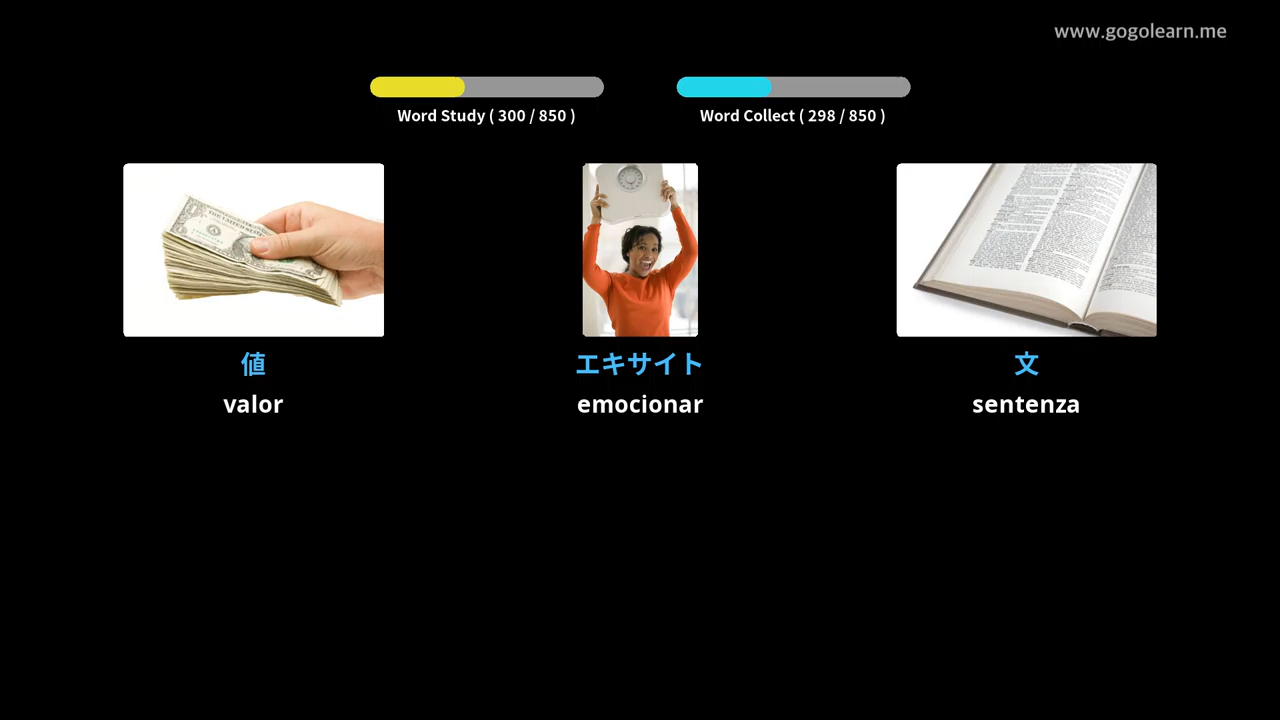 www.gogolearn.me
Word Study ( 300 / 850 )
Word Collect ( 298 / 850 )
値
エキサイト
文
valor
emocionar
sentenza